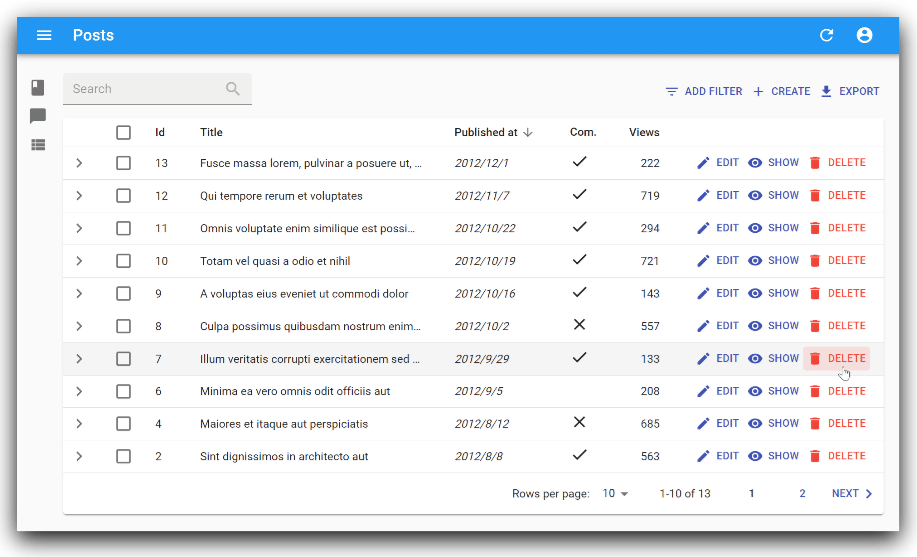 Posts
Search ADD FILTER CREATE EXPORT
Id Title Published at Com. Views
13 Fusce massa lorem, pulvinar a posuere ut, ... 2012/12/1 222 EDIT SHOW DELETE
12 Qui tempore rerum et voluptates 2012/11/7 719 EDIT SHOW DELETE
11 Omnis voluptate enim similique est possi... 2012/10/22 294 EDIT SHOW DELETE
10 Totam vel quasi a odio et nihil 2012/10/19 721 EDIT SHOW DELETE
9 A voluptas eius eveniet ut commodi dolor 2012/10/16 143 EDIT SHOW DELETE
8 Culpa possimus quibusdam nostrum enim... 2012/10/2 557 EDIT SHOW DELETE
7 Illum veritatis corrupti exercitationem sed ... 2012/9/29 133 EDIT SHOW DELETE
6 Minima ea vero omnis odit officiis aut 2012/9/5 208 EDIT SHOW DELETE
4 Maiores et itaque aut perspiciatis 2012/8/12 685 EDIT SHOW DELETE
2 Sint dignissimos in architecto aut 2012/8/8 563 EDIT SHOW DELETE
Rows per page: 10 1-10 of 13 1 2 NEXT